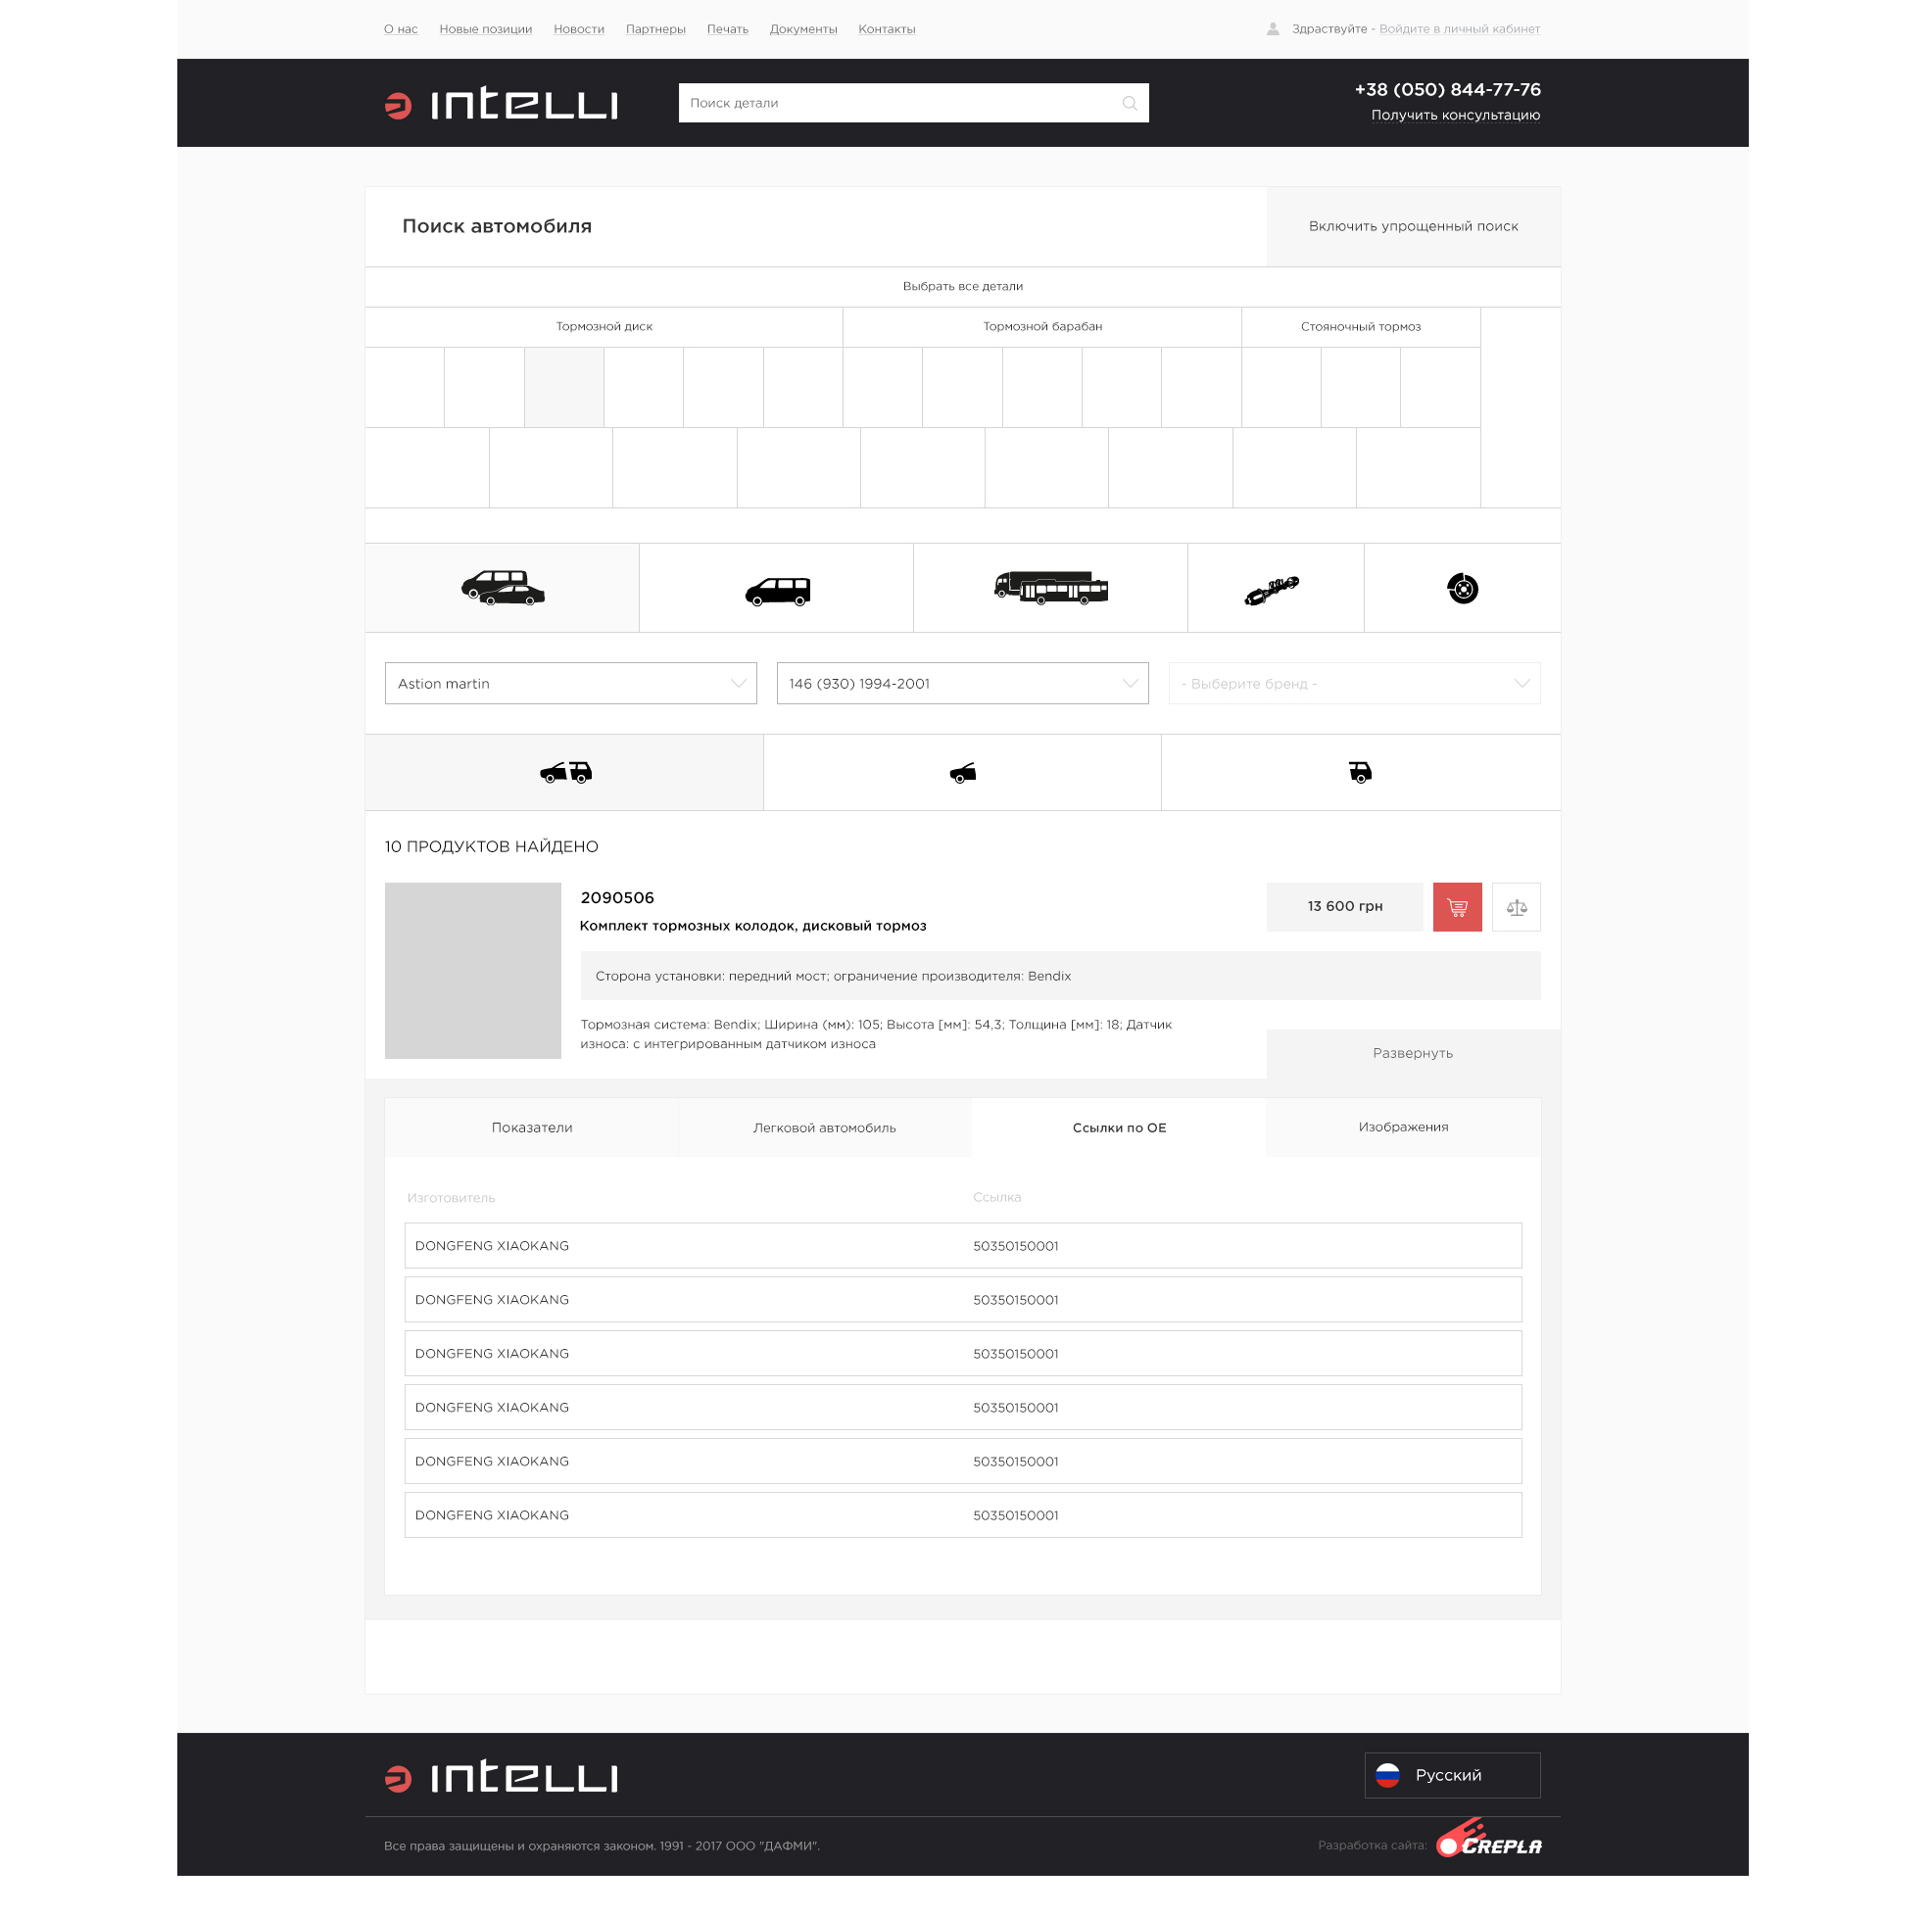 О нас Новые позиции Новости Партнеры Печать Документы Контакты Здраствуйте - Войдите в личный кабинет
intelli Поиск детали +38 (050) 844-77-76
Получить консультацию
Поиск автомобиля Включить упрощенный поиск
Выбрать все детали
Тормозной диск Тормозной барабан Стояночный тормоз
Astion martin 146 (930) 1994-2001 - Выберите бренд -
10 ПРОДУКТОВ НАЙДЕНО
2090506 13 600 грн
Комплект тормозных колодок, дисковый тормоз
Сторона установки: передний мост; ограничение производителя: Bendix
Тормозная система: Bendix; Ширина (мм): 105; Высота [мм]: 54,3; Толщина [мм]: 18; Датчик
износа: с интегрированным датчиком износа
Развернуть
Показатели Легковой автомобиль Ссылки по ОЕ Изображения
Изготовитель Ссылка
DONGFENG XIAOKANG 50350150001
DONGFENG XIAOKANG 50350150001
DONGFENG XIAOKANG 50350150001
DONGFENG XIAOKANG 50350150001
DONGFENG XIAOKANG 50350150001
DONGFENG XIAOKANG 50350150001
intelli Русский
Все права защищены и охраняются законом. 1991 - 2017 ООО "ДАФМИ". Разработка сайта: CREPLA